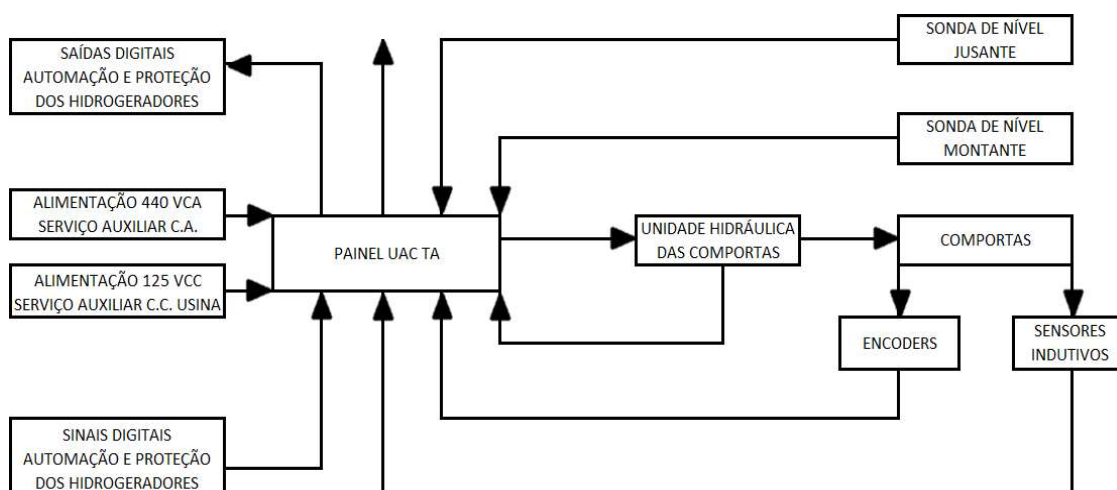 SAÍDAS DIGITAIS
AUTOMAÇÃO E PROTEÇÃO
DOS HIDROGERADORES
SONDA DE NÍVEL
JUSANTE
SONDA DE NÍVEL
MONTANTE
ALIMENTAÇÃO 440 VCA
SERVIÇO AUXILIAR C.A.
PAINEL UAC TA
UNIDADE HIDRÁULICA
DAS COMPORTAS
COMPORTAS
ALIMENTAÇÃO 125 VCC
SERVIÇO AUXILIAR C.C. USINA
ENCODERS
SENSORES
INDUTIVOS
SINAIS DIGITAIS
AUTOMAÇÃO E PROTEÇÃO
DOS HIDROGERADORES